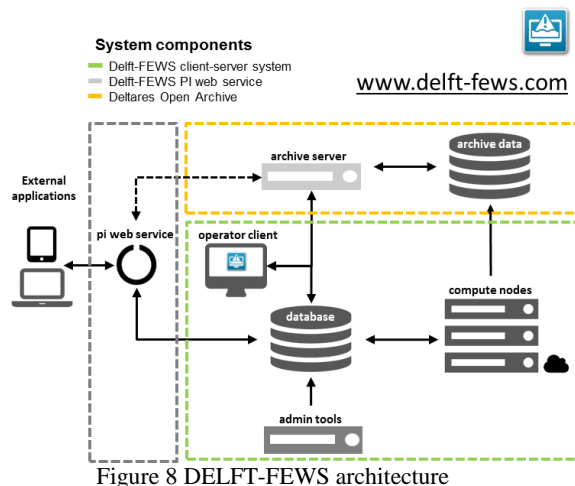 System components
Delft-FEWS client-server system
Delft-FEWS PI web service
Deltares Open Archive
www.delft-fews.com
archive data
archive server
External
applications
pi web service
operator client
compute nodes
database
admin tools
Figure 8 DELFT-FEWS architecture